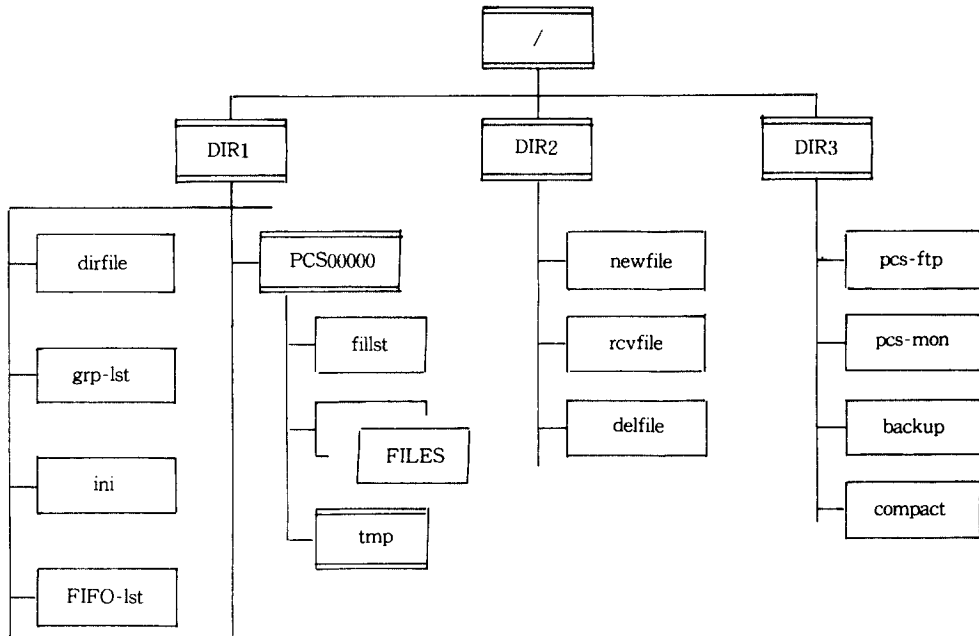 /
DIR1
DIR2
DIR3
dirfile
grp-lst
ini
FIFO-lst
PCS00000
fillst
FILES
tmp
newfile
rcvfile
delfile
pcs-ftp
pcs-mon
backup
compact